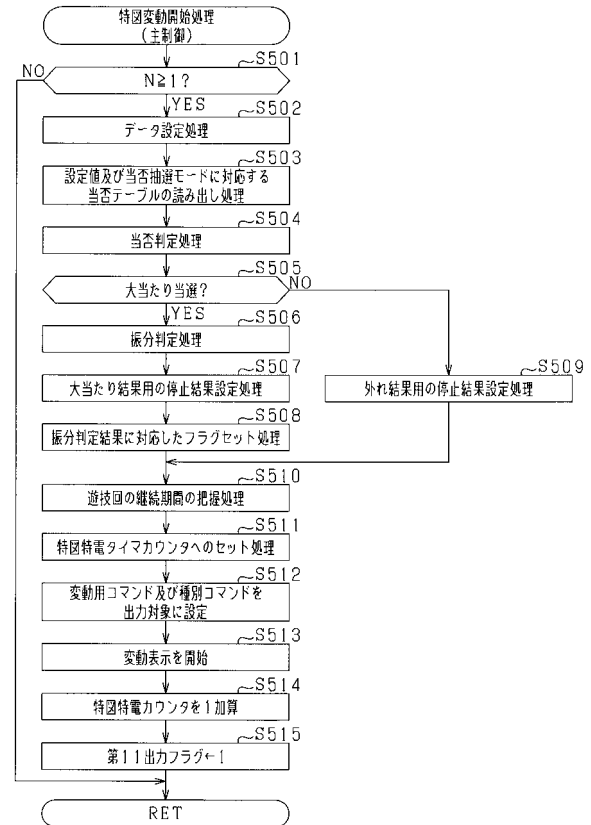 特図変動開始処理
(主制御)
S501
N≧1?
NO
YES
S502
データ設定処理
S503
設定値及び当否抽選モードに対応する
当否テーブルの読み出し処理
S504
当否判定処理
S505
大当たり当選?
NO
YES
S506
振分判定処理
S507
大当たり結果用の停止結果設定処理
S509
外れ結果用の停止結果設定処理
S508
振分判定結果に対応したフラグセット処理
S510
遊技回の継続期間の把握処理
S511
特図特電タイマカウンタへのセット処理
S512
変動用コマンド及び種別コマンドを
出力対象に設定
S513
変動表示を開始
S514
特図特電カウンタを1加算
S515
第11出力フラグ←1
RET